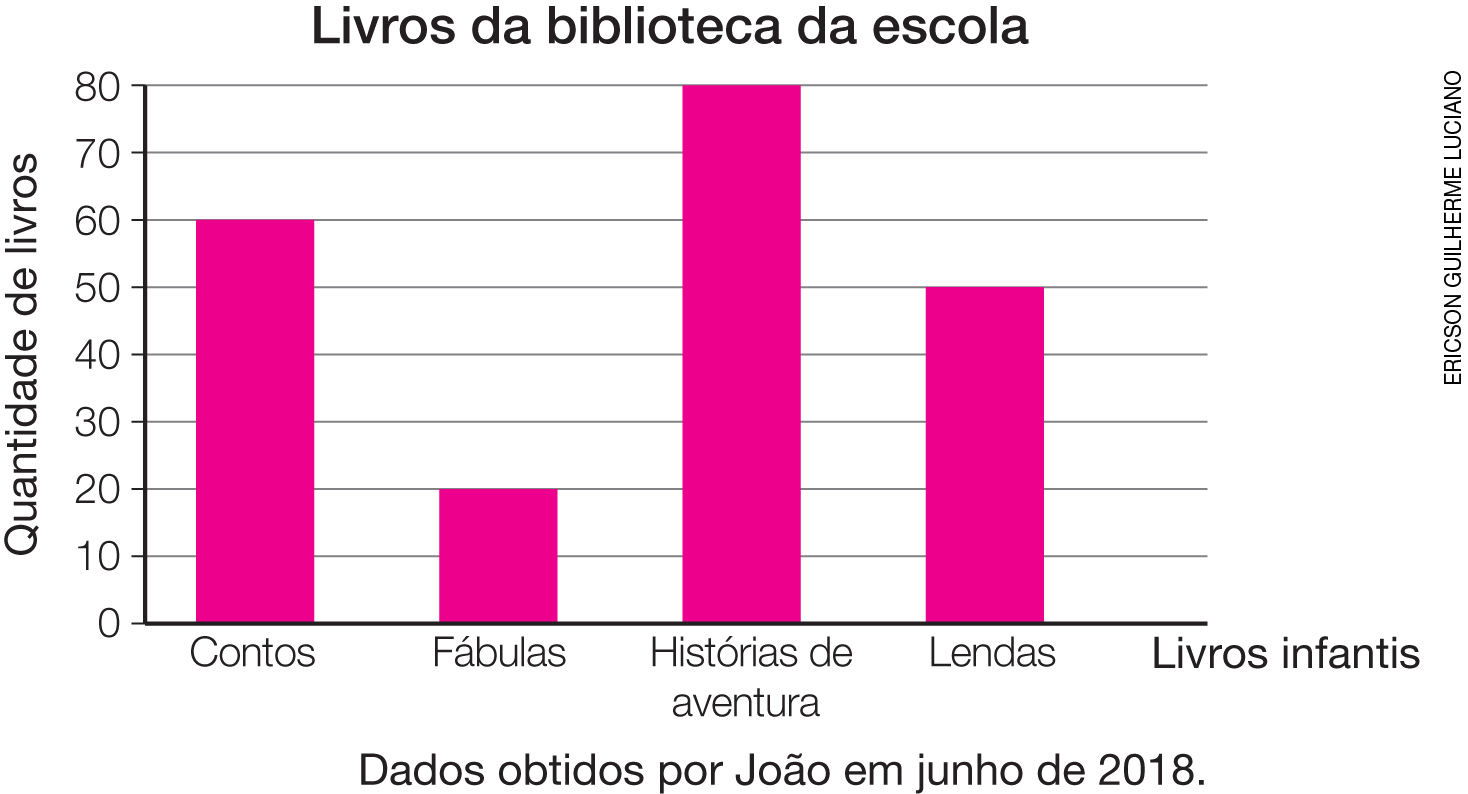 Livros da biblioteca da escola
Quantidade de livros
80
70
60
50
40
30
20
10
0
Contos
Fábulas
Histórias de
aventura
Lendas
Livros infantis
Dados obtidos por João em junho de 2018.
ERICSON GUILHERME LUCIANO